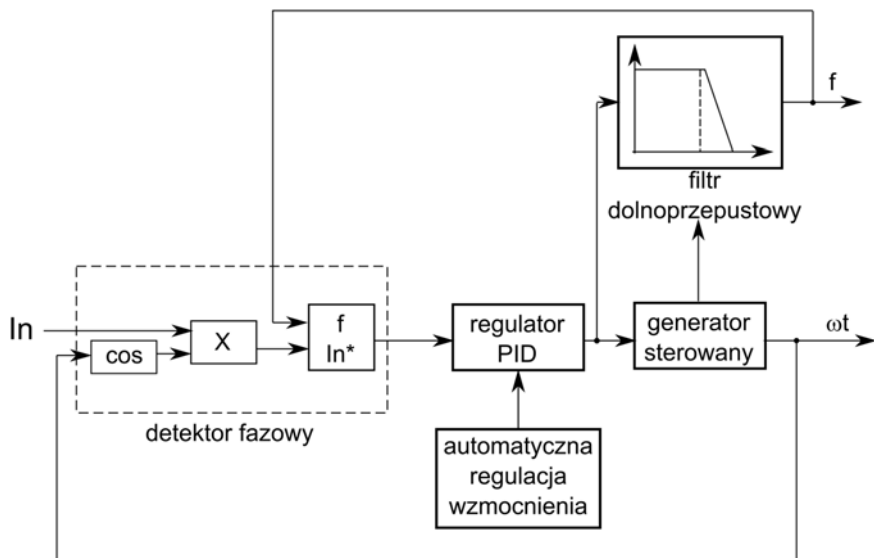 f
filtr
dolnoprzepustowy
In
cos
X
f
In*
detektor fazowy
regulator
PID
generator
sterowany
ωt
automatyczna
regulacja
wzmocnienia